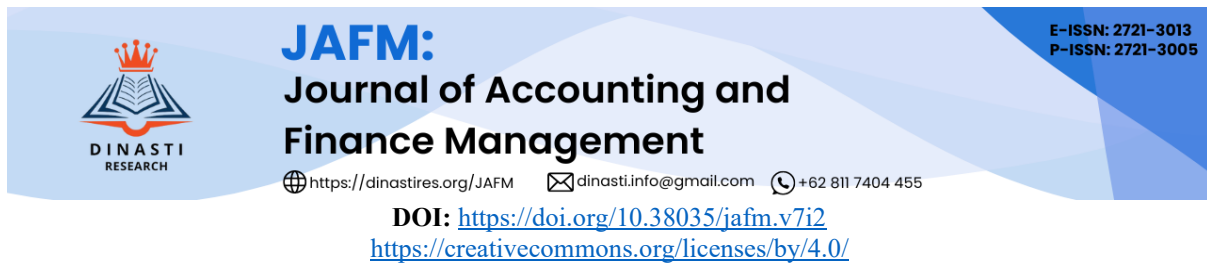 JAFM:
Journal of Accounting and
Finance Management
DINASTI
RESEARCH
https://dinastires.org/JAFM dinasti.info@gmail.com +62 811 7404 455
E-ISSN: 2721-3013
P-ISSN: 2721-3005
DOI: https://doi.org/10.38035/jafm.v7i2
https://creativecommons.org/licenses/by/4.0/